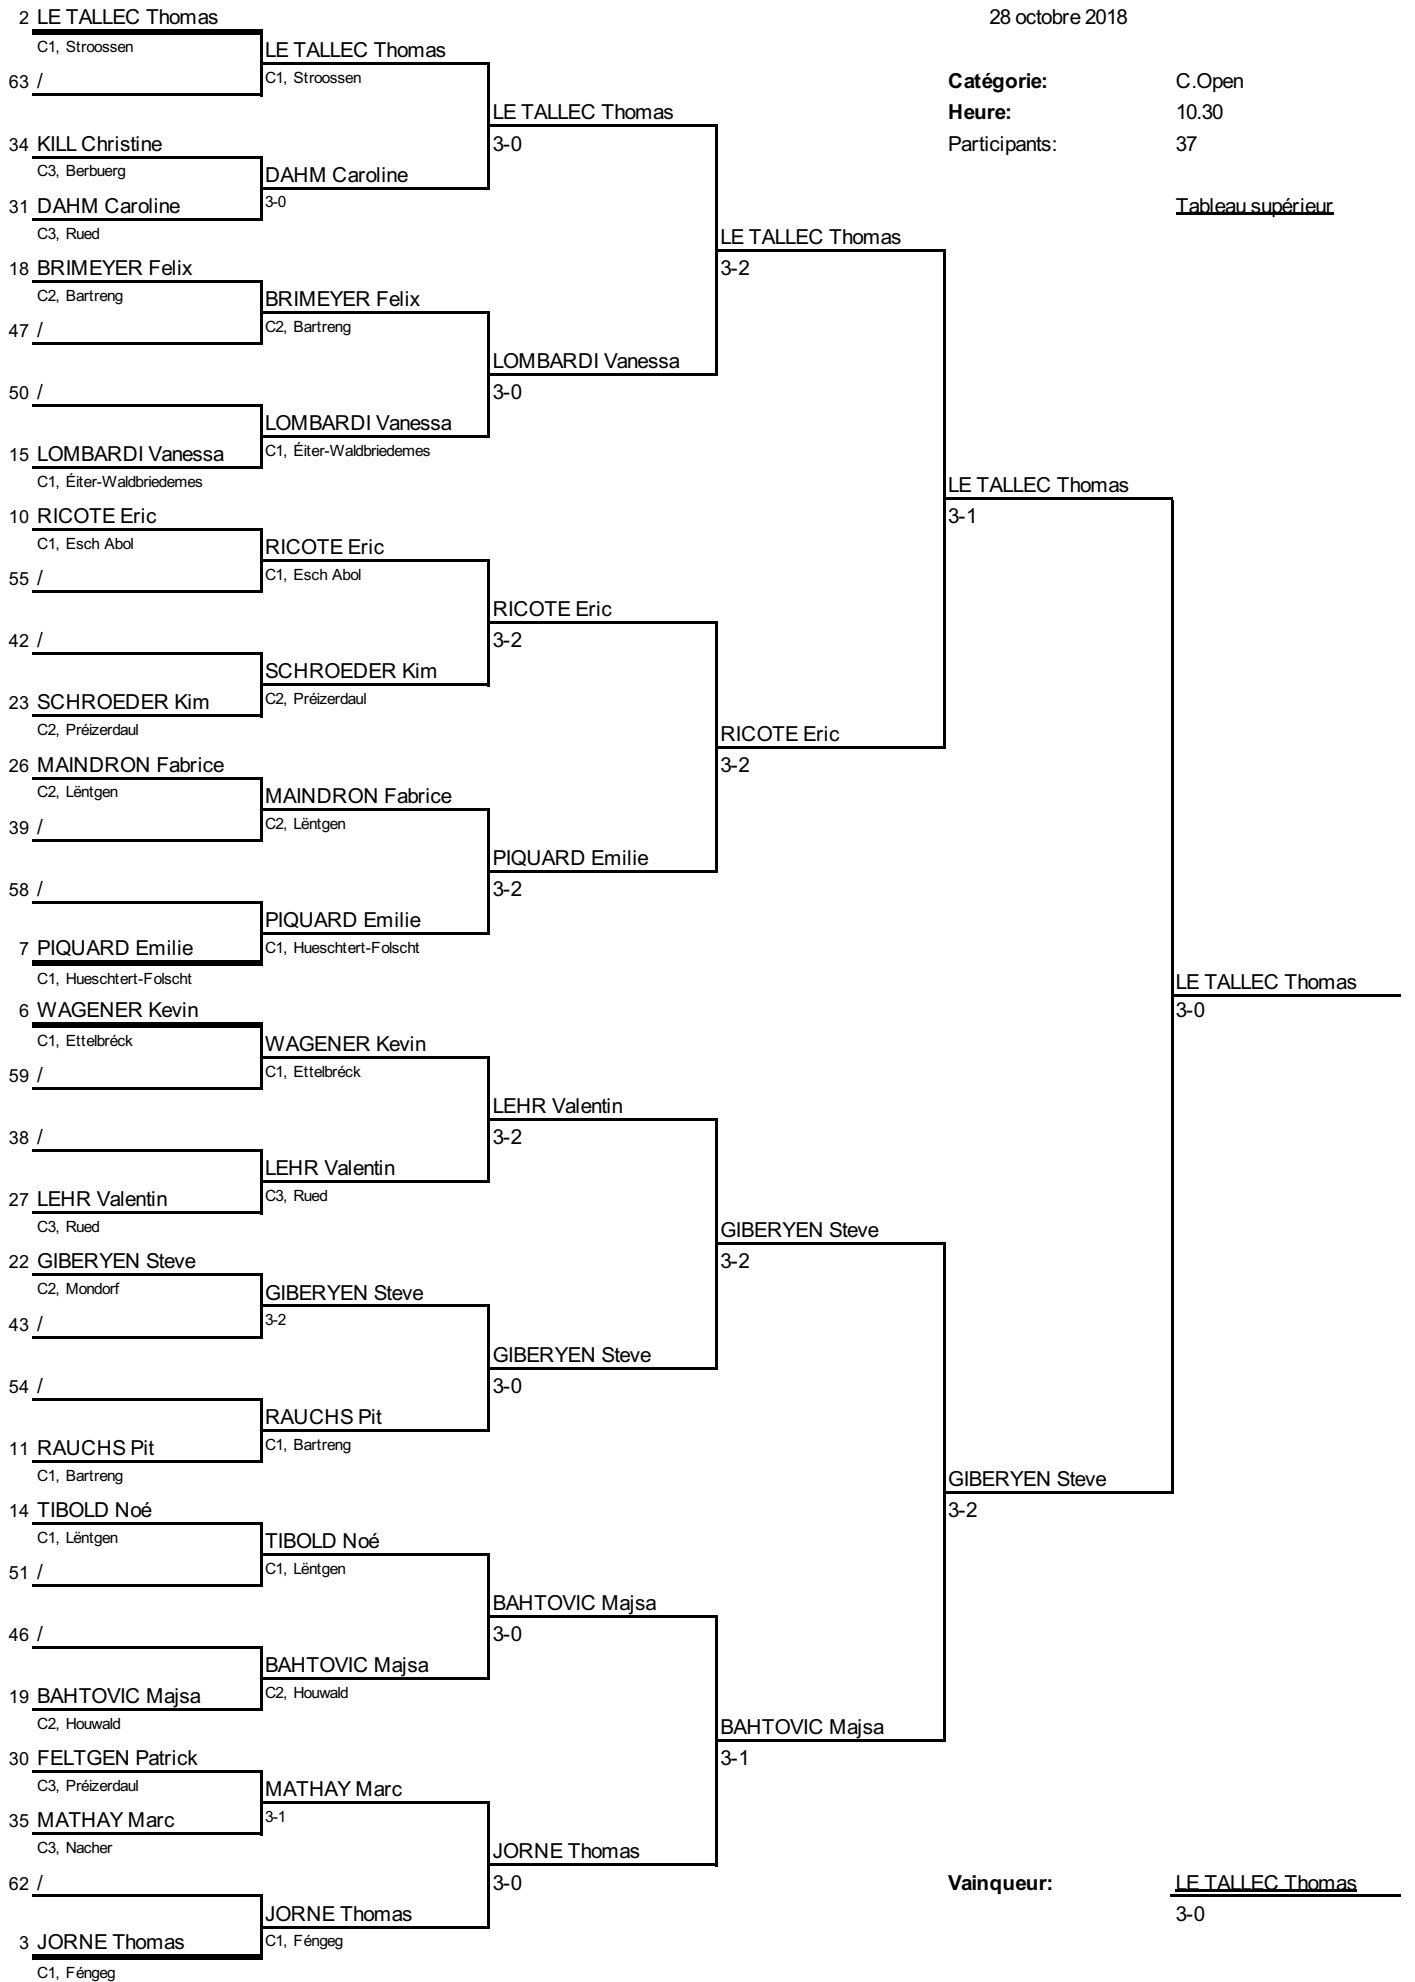 2 LE TALLEC Thomas
28 octobre 2018
C1, Stroossen
LE TALLEC Thomas
63 /
C1, Stroossen
Catégorie: C.Open
LE TALLEC Thomas
Heure: 10.30
34 KILL Christine
3-0
Participants: 37
C3, Berbuerg
DAHM Caroline
31 DAHM Caroline
3-0
Tableau supérieur
C3, Rued
LE TALLEC Thomas
18 BRIMEYER Felix
3-2
C2, Bartreng
BRIMEYER Felix
47 /
C2, Bartreng
LOMBARDI Vanessa
50 /
3-0
LOMBARDI Vanessa
15 LOMBARDI Vanessa
C1, Éiter-Waldbriedemes
C1, Éiter-Waldbriedemes
LE TALLEC Thomas
10 RICOTE Eric
3-1
C1, Esch Abol
RICOTE Eric
55 /
C1, Esch Abol
RICOTE Eric
42 /
3-2
SCHROEDER Kim
23 SCHROEDER Kim
C2, Préizerdaul
C2, Préizerdaul
RICOTE Eric
26 MAINDRON Fabrice
3-2
C2, Lëntgen
MAINDRON Fabrice
39 /
C2, Lëntgen
PIQUARD Emilie
58 /
3-2
PIQUARD Emilie
7 PIQUARD Emilie
C1, Hueschtert-Folscht
C1, Hueschtert-Folscht
LE TALLEC Thomas
6 WAGENER Kevin
3-0
C1, Ettelbréck
WAGENER Kevin
59 /
C1, Ettelbréck
LEHR Valentin
38 /
3-2
LEHR Valentin
27 LEHR Valentin
C3, Rued
C3, Rued
GIBERYEN Steve
22 GIBERYEN Steve
3-2
C2, Mondorf
GIBERYEN Steve
43 /
3-2
GIBERYEN Steve
54 /
3-0
RAUCHS Pit
11 RAUCHS Pit
C1, Bartreng
C1, Bartreng
GIBERYEN Steve
14 TIBOLD Noé
3-2
C1, Lëntgen
TIBOLD Noé
51 /
C1, Lëntgen
BAHTOVIC Majsa
46 /
3-0
BAHTOVIC Majsa
19 BAHTOVIC Majsa
C2, Houwald
C2, Houwald
BAHTOVIC Majsa
30 FELTGEN Patrick
3-1
C3, Préizerdaul
MATHAY Marc
35 MATHAY Marc
3-1
C3, Nacher
JORNE Thomas
62 /
3-0
Vainqueur: LE TALLEC Thomas
JORNE Thomas
3-0
3 JORNE Thomas
C1, Féngeg
C1, Féngeg